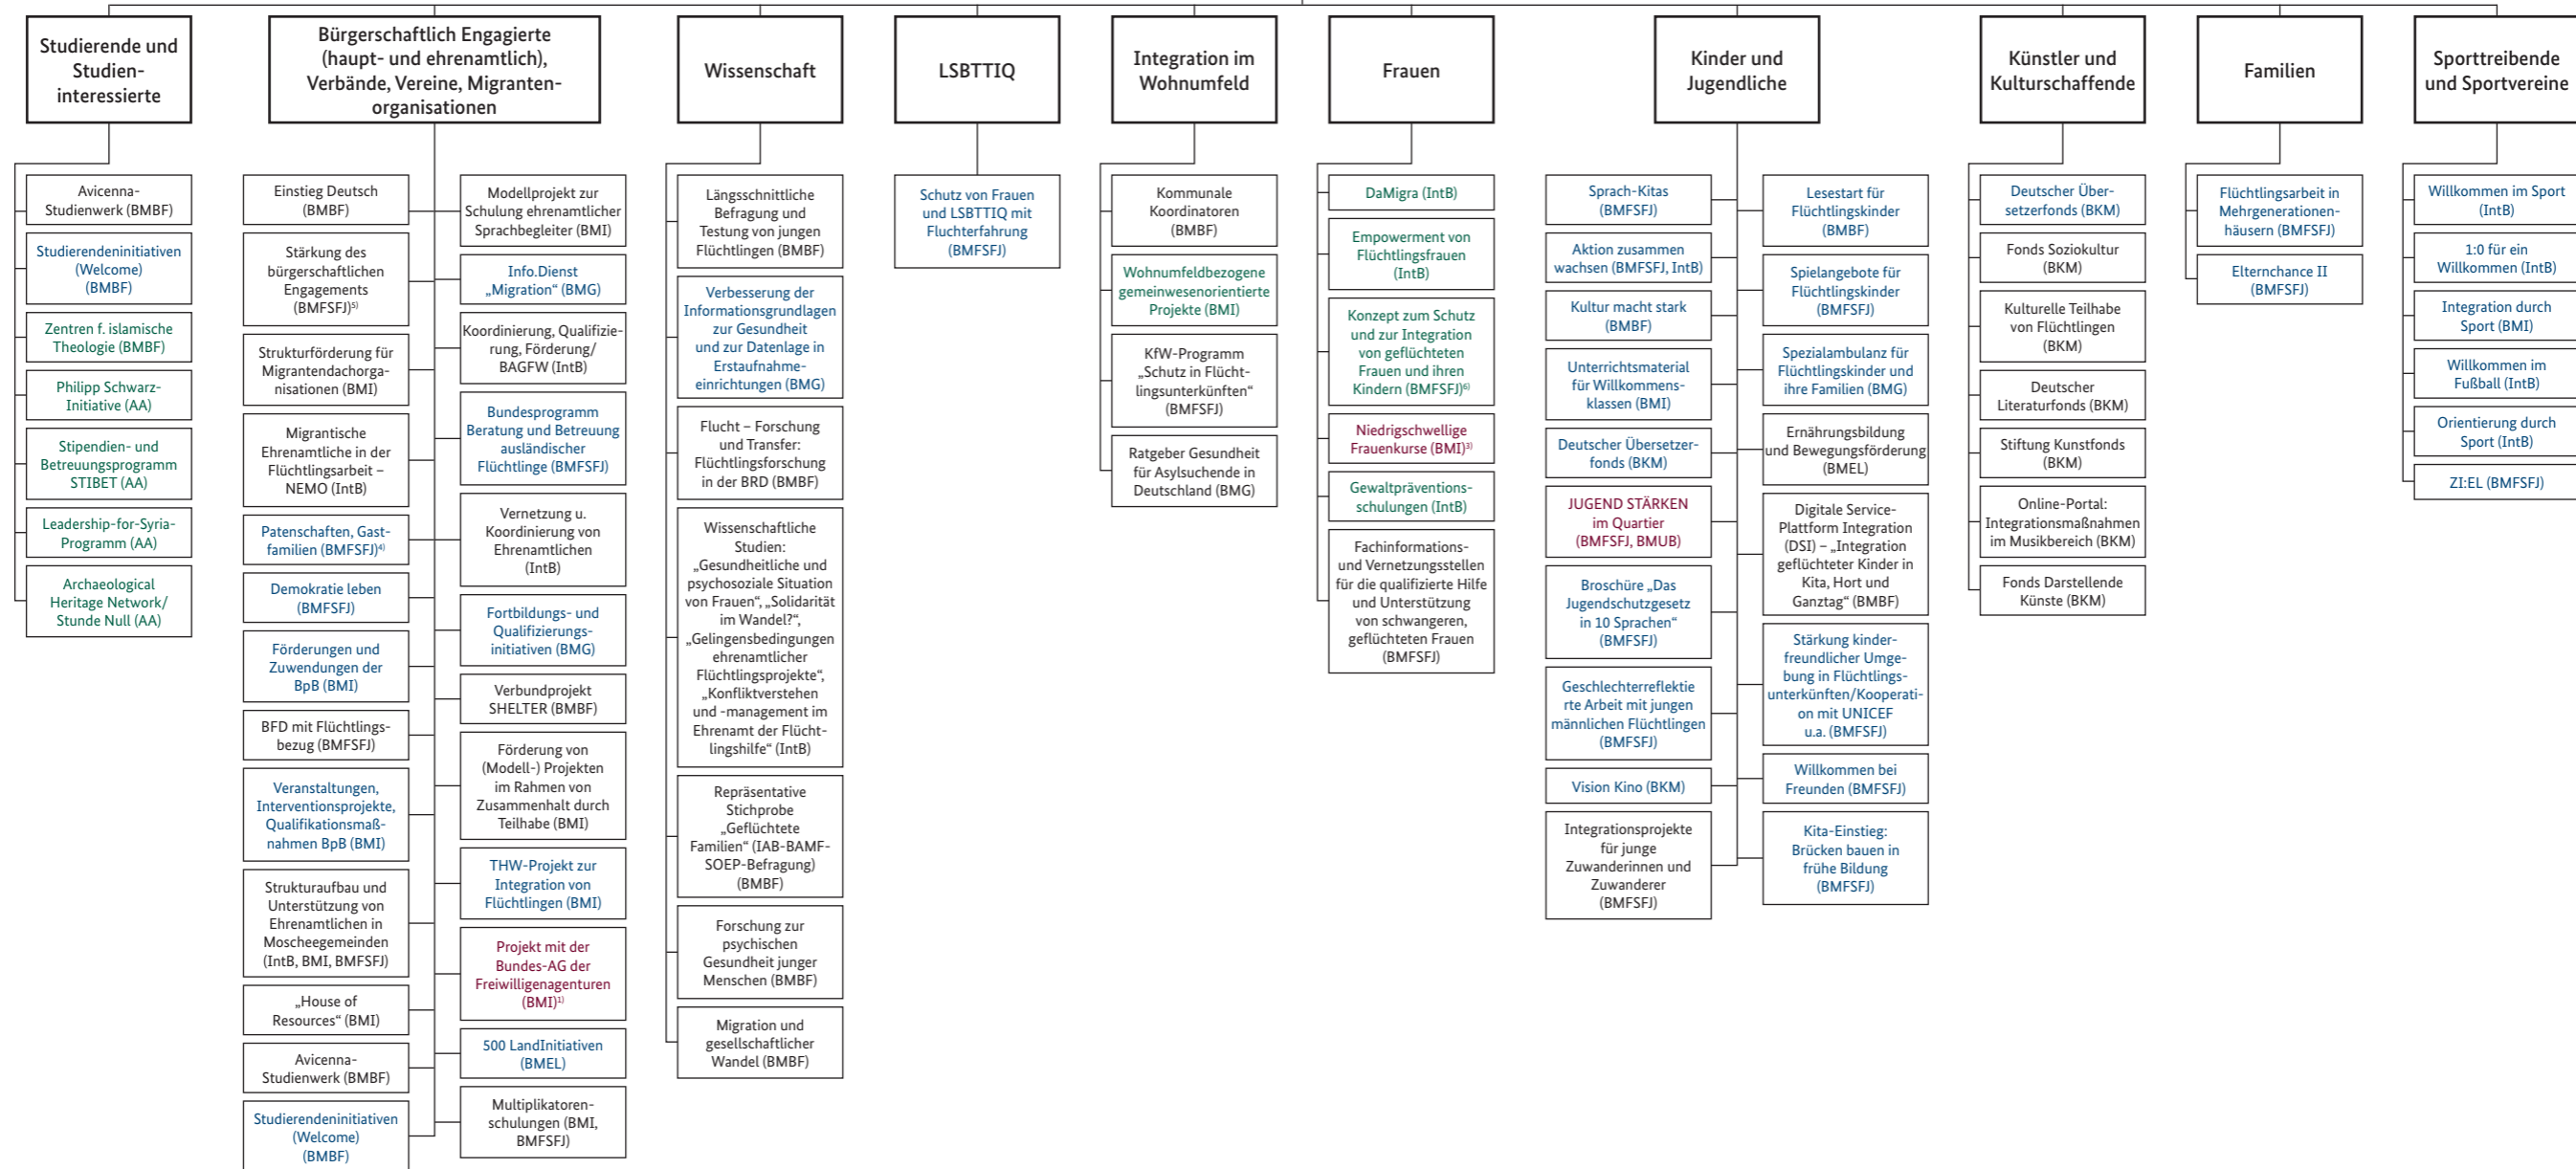 Studierende und
Studien-
interessierte
Avicenna-
Studienwerk (BMBF)
Studierendeninitiativen
(Welcome)
(BMBF)
Zentren f. islamische
Theologie (BMBF)
Philipp Schwarz-
Initiative (AA)
Stipendien- und
Betreuungsprogramm
STIBET (AA)
Leadership-for-Syria-
Programm (AA)
Archaeological
Heritage Network/
Stunde Null (AA)
Bürgerschaftlich Engagierte
(haupt- und ehrenamtlich),
Verbände, Vereine, Migranten-
organisationen
Einstieg Deutsch
(BMBF)
Stärkung des
bürgerschaftlichen
Engagements
(BMFSFJ)⁵⁾
Strukturförderung für
Migrantendachorga-
nisationen (BMI)
Migrantische
Ehrenamtliche in der
Flüchtlingsarbeit –
NEMO (IntB)
Patenschaften, Gast-
familien (BMFSFJ)⁴⁾
Demokratie leben
(BMFSFJ)
Förderungen und
Zuwendungen der
BpB (BMI)
BFD mit Flüchtlings-
bezug (BMFSFJ)
Veranstaltungen,
Interventionsprojekte,
Qualifikationsmaß-
nahmen BpB (BMI)
Strukturaufbau und
Unterstützung von
Ehrenamtlichen in
Moscheegemeinden
(IntB, BMI, BMFSFJ)
„House of
Resources“ (BMI)
Avicenna-
Studienwerk (BMBF)
Studierendeninitiativen
(Welcome)
(BMBF)
Modellprojekt zur
Schulung ehrenamtlicher
Sprachbegleiter (BMI)
Info.Dienst
„Migration“ (BMG)
Koordinierung, Qualifizie-
rung, Förderung/
BAGFW (IntB)
Bundesprogramm
Beratung und Betreuung
ausländischer
Flüchtlinge (BMFSFJ)
Vernetzung u.
Koordinierung von
Ehrenamtlichen
(IntB)
Fortbildungs- und
Qualifizierungs-
initiativen (BMG)
Verbundprojekt
SHELTER (BMBF)
Förderung von
(Modell-) Projekten
im Rahmen von
Zusammenhalt durch
Teilhabe (BMI)
THW-Projekt zur
Integration von
Flüchtlingen (BMI)
Projekt mit der
Bundes-AG der
Freiwilligenagenturen
(BMI)¹⁾
500 LandInitiativen
(BMEL)
Multiplikatoren-
schulungen (BMI,
BMFSFJ)
Wissenschaft
Längsschnittliche
Befragung und
Testung von jungen
Flüchtlingen (BMBF)
Verbesserung der
Informationsgrundlagen
zur Gesundheit
und zur Datenlage in
Erstaufnahme-
einrichtungen (BMG)
Flucht – Forschung
und Transfer:
Flüchtlingsforschung
in der BRD (BMBF)
Wissenschaftliche
Studien:
„Gesundheitliche und
psychosoziale Situation
von Frauen“, „Solidarität
im Wandel?“,
„Gelingensbedingungen
ehrenamtlicher
Flüchtlingsprojekte“,
„Konfliktverstehen
und -management im
Ehrenamt der Flücht-
lingshilfe“ (IntB)
Repräsentative
Stichprobe
„Geflüchtete
Familien“ (IAB-BAMF-
SOEP-Befragung)
(BMBF)
Forschung zur
psychischen
Gesundheit junger
Menschen (BMBF)
Migration und
gesellschaftlicher
Wandel (BMBF)
LSBTTIQ
Schutz von Frauen
und LSBTTIQ mit
Fluchterfahrung
(BMFSFJ)
Integration im
Wohnumfeld
Kommunale
Koordinatoren
(BMBF)
Wohnumfeldbezogene
gemeinwesenorientierte
Projekte (BMI)
KfW-Programm
„Schutz in Flücht-
lingsunterkünften“
(BMFSFJ)
Ratgeber Gesundheit
für Asylsuchende in
Deutschland (BMG)
Frauen
DaMigra (IntB)
Empowerment von
Flüchtlingsfrauen
(IntB)
Konzept zum Schutz
und zur Integration
von geflüchteten
Frauen und ihren
Kindern (BMFSFJ)⁶⁾
Niedrigschwellige
Frauenkurse (BMI)³⁾
Gewaltpräventions-
schulungen (IntB)
Fachinformations-
und Vernetzungsstellen
für die qualifizierte Hilfe
und Unterstützung
von schwangeren,
geflüchteten Frauen
(BMFSFJ)
Kinder und
Jugendliche
Sprach-Kitas
(BMFSFJ)
Aktion zusammen
wachsen (BMFSFJ, IntB)
Kultur macht stark
(BMBF)
Unterrichtsmaterial
für Willkommens-
klassen (BMI)
Deutscher Übersetzer-
fonds (BKM)
JUGEND STÄRKEN
im Quartier
(BMFSFJ, BMUB)
Broschüre „Das
Jugendschutzgesetz
in 10 Sprachen“
(BMFSFJ)
Geschlechterreflektie
rte Arbeit mit jungen
männlichen Flüchtlingen
(BMFSFJ)
Vision Kino (BKM)
Integrationsprojekte
für junge
Zuwanderinnen und
Zuwanderer
(BMFSFJ)
Lesestart für
Flüchtlingskinder
(BMBF)
Spielangebote für
Flüchtlingskinder
(BMFSFJ)
Spezialambulanz für
Flüchtlingskinder und
ihre Familien (BMG)
Ernährungsbildung
und Bewegungsförderung
(BMEL)
Digitale Service-
Plattform Integration
(DSI) – „Integration
geflüchteter Kinder in
Kita, Hort und
Ganztag“ (BMBF)
Stärkung kinder-
freundlicher Umge-
bung in Flüchtlings-
unterkünften/Kooperati-
on mit UNICEF
u.a. (BMFSFJ)
Willkommen bei
Freunden (BMFSFJ)
Kita-Einstieg:
Brücken bauen in
frühe Bildung
(BMFSFJ)
Künstler und
Kulturschaffende
Deutscher Über-
setzerfonds (BKM)
Fonds Soziokultur
(BKM)
Kulturelle Teilhabe
von Flüchtlingen
(BKM)
Deutscher
Literaturfonds (BKM)
Stiftung Kunstfonds
(BKM)
Online-Portal:
Integrationsmaßnahmen
im Musikbereich (BKM)
Fonds Darstellende
Künste (BKM)
Familien
Flüchtlingsarbeit in
Mehrgenerationen-
häusern (BMFSFJ)
Elternchance II
(BMFSFJ)
Sporttreibende
und Sportvereine
Willkommen im Sport
(IntB)
1:0 für ein
Willkommen (IntB)
Integration durch
Sport (BMI)
Willkommen im
Fußball (IntB)
Orientierung durch
Sport (IntB)
ZI:EL (BMFSFJ)